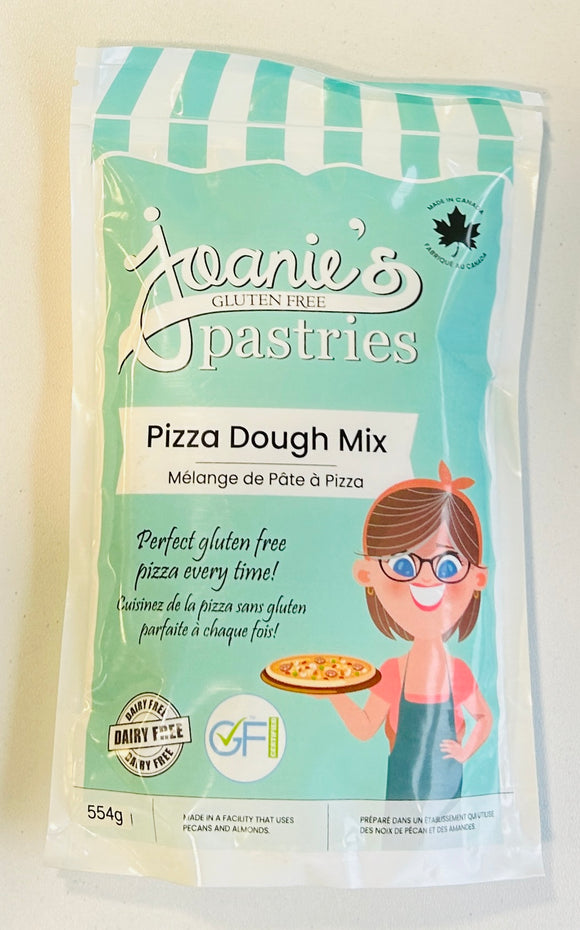 MADE IN CANADA
FABRIQUÉ AU CANADA
Joanie's
GLUTEN FREE
pastries
Pizza Dough Mix
Mélange de Pâte à Pizza
Perfect gluten free
pizza every time!
Cuisinez de la pizza sans gluten
parfaite à chaque fois!
DAIRY FREE
DAIRY FREE
DAIRY FREE
GF
CERTIFIED
554g
MADE IN A FACILITY THAT USES
PECANS AND ALMONDS.
PRÉPARÉ DANS UN ÉTABLISSEMENT QUI UTILISE
DES NOIX DE PÉCAN ET DES AMANDES.